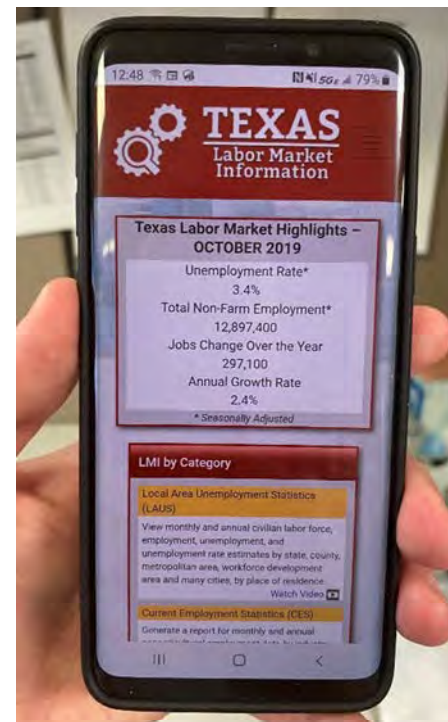 12:48
5GE
79%
TEXAS
Labor Market
Information
Texas Labor Market Highlights –
OCTOBER 2019
Unemployment Rate*
3.4%
Total Non-Farm Employment*
12,897,400
Jobs Change Over the Year
297,100
Annual Growth Rate
2.4%
* Seasonally Adjusted
LMI by Category
Local Area Unemployment Statistics
(LAUS)
View monthly and annual civilian labor force,
employment, unemployment, and
unemployment rate estimates by state, county,
metropolitan area, workforce development
area and many cities, by place of residence.
Watch Video
Current Employment Statistics (CES)
Generate a report for monthly and annual